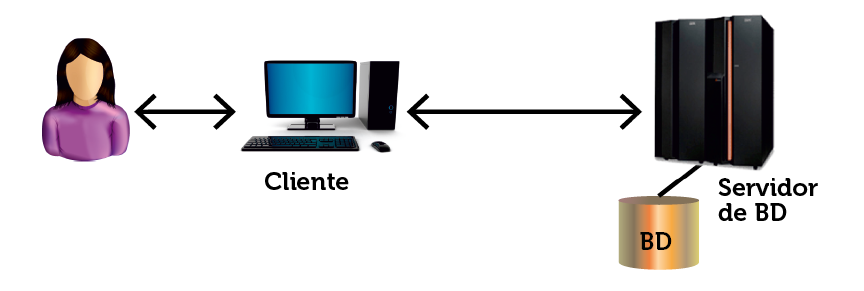 Cliente
Servidor
de BD
BD